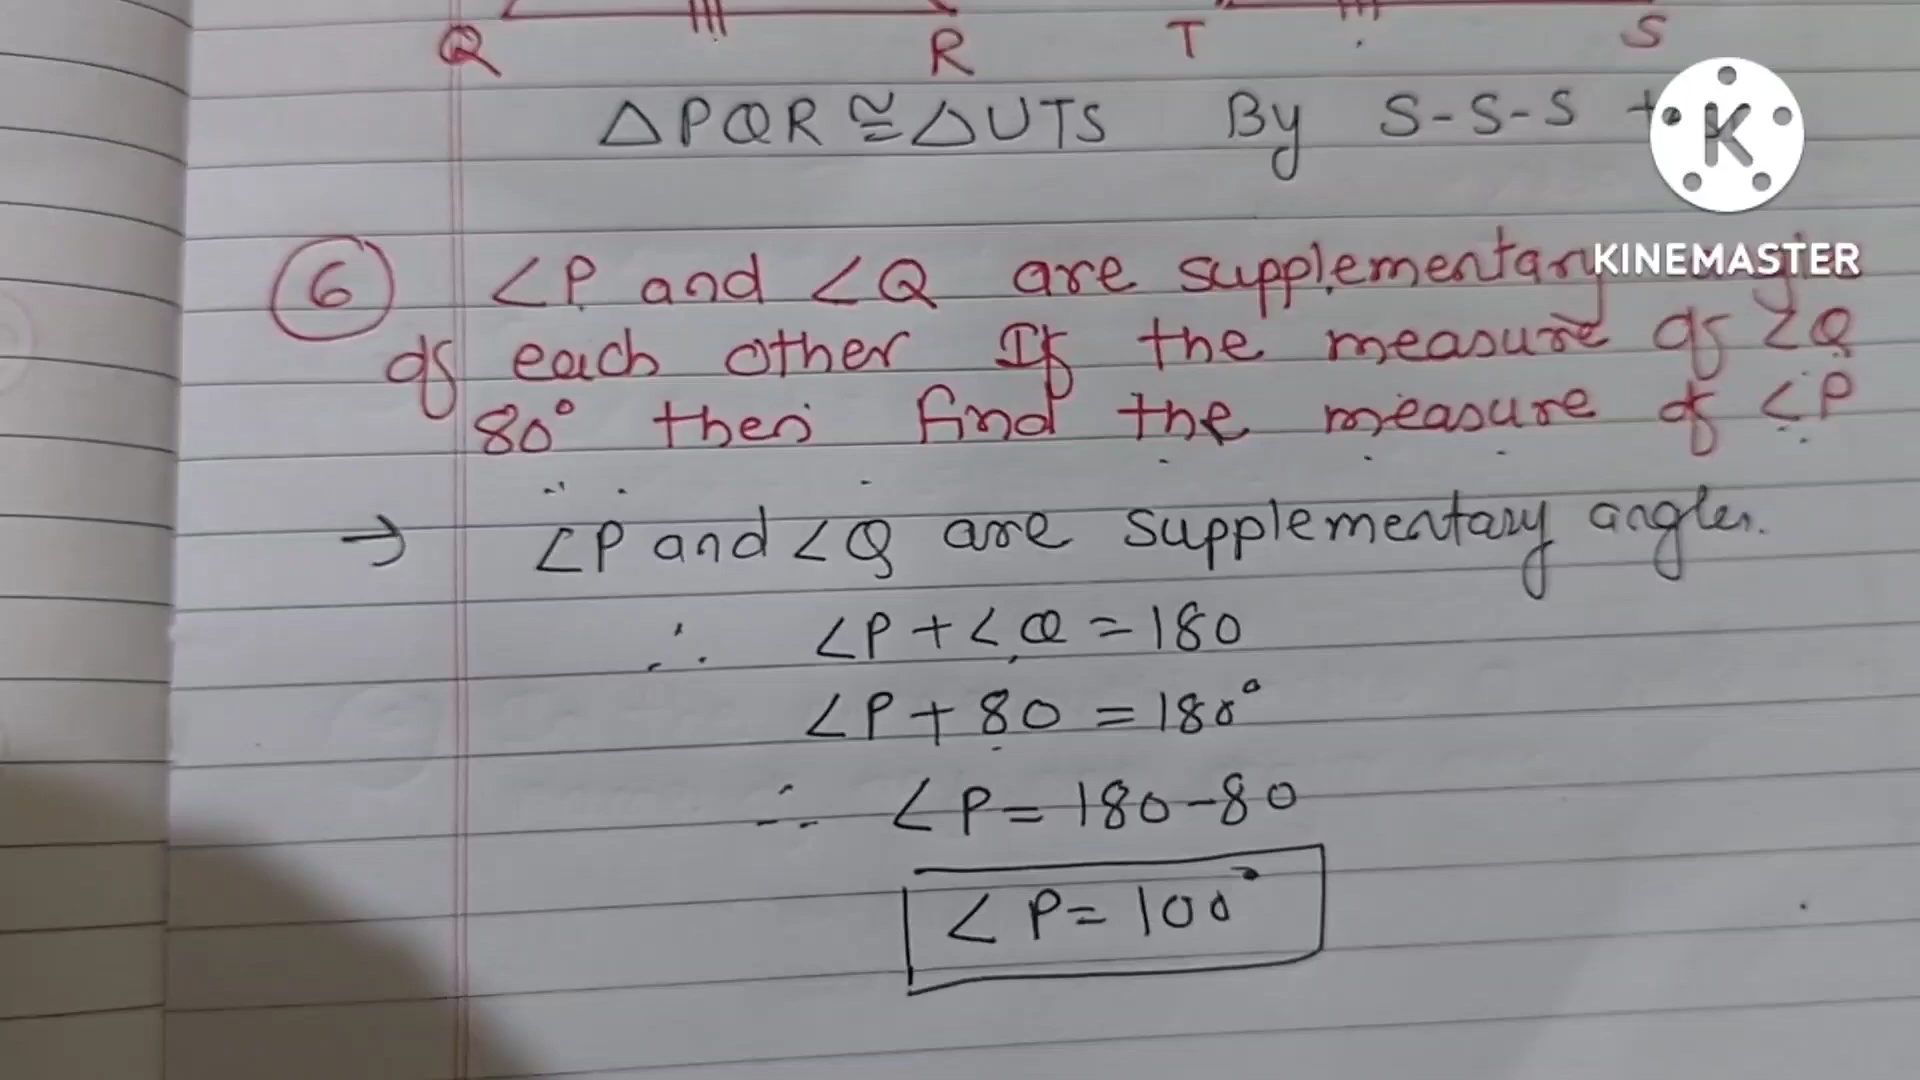 Q R T S
△PQR ≅ △UTS By S-S-S
K
KINEMASTER
6 ∠P and ∠Q are supplementary
of each other If the measure of ∠Q
80° then find the measure of ∠P
→ ∠P and ∠Q are supplementary angles.
∴ ∠P + ∠Q = 180
∠P + 80 = 180°
∴ ∠P = 180 - 80
∠P = 100°